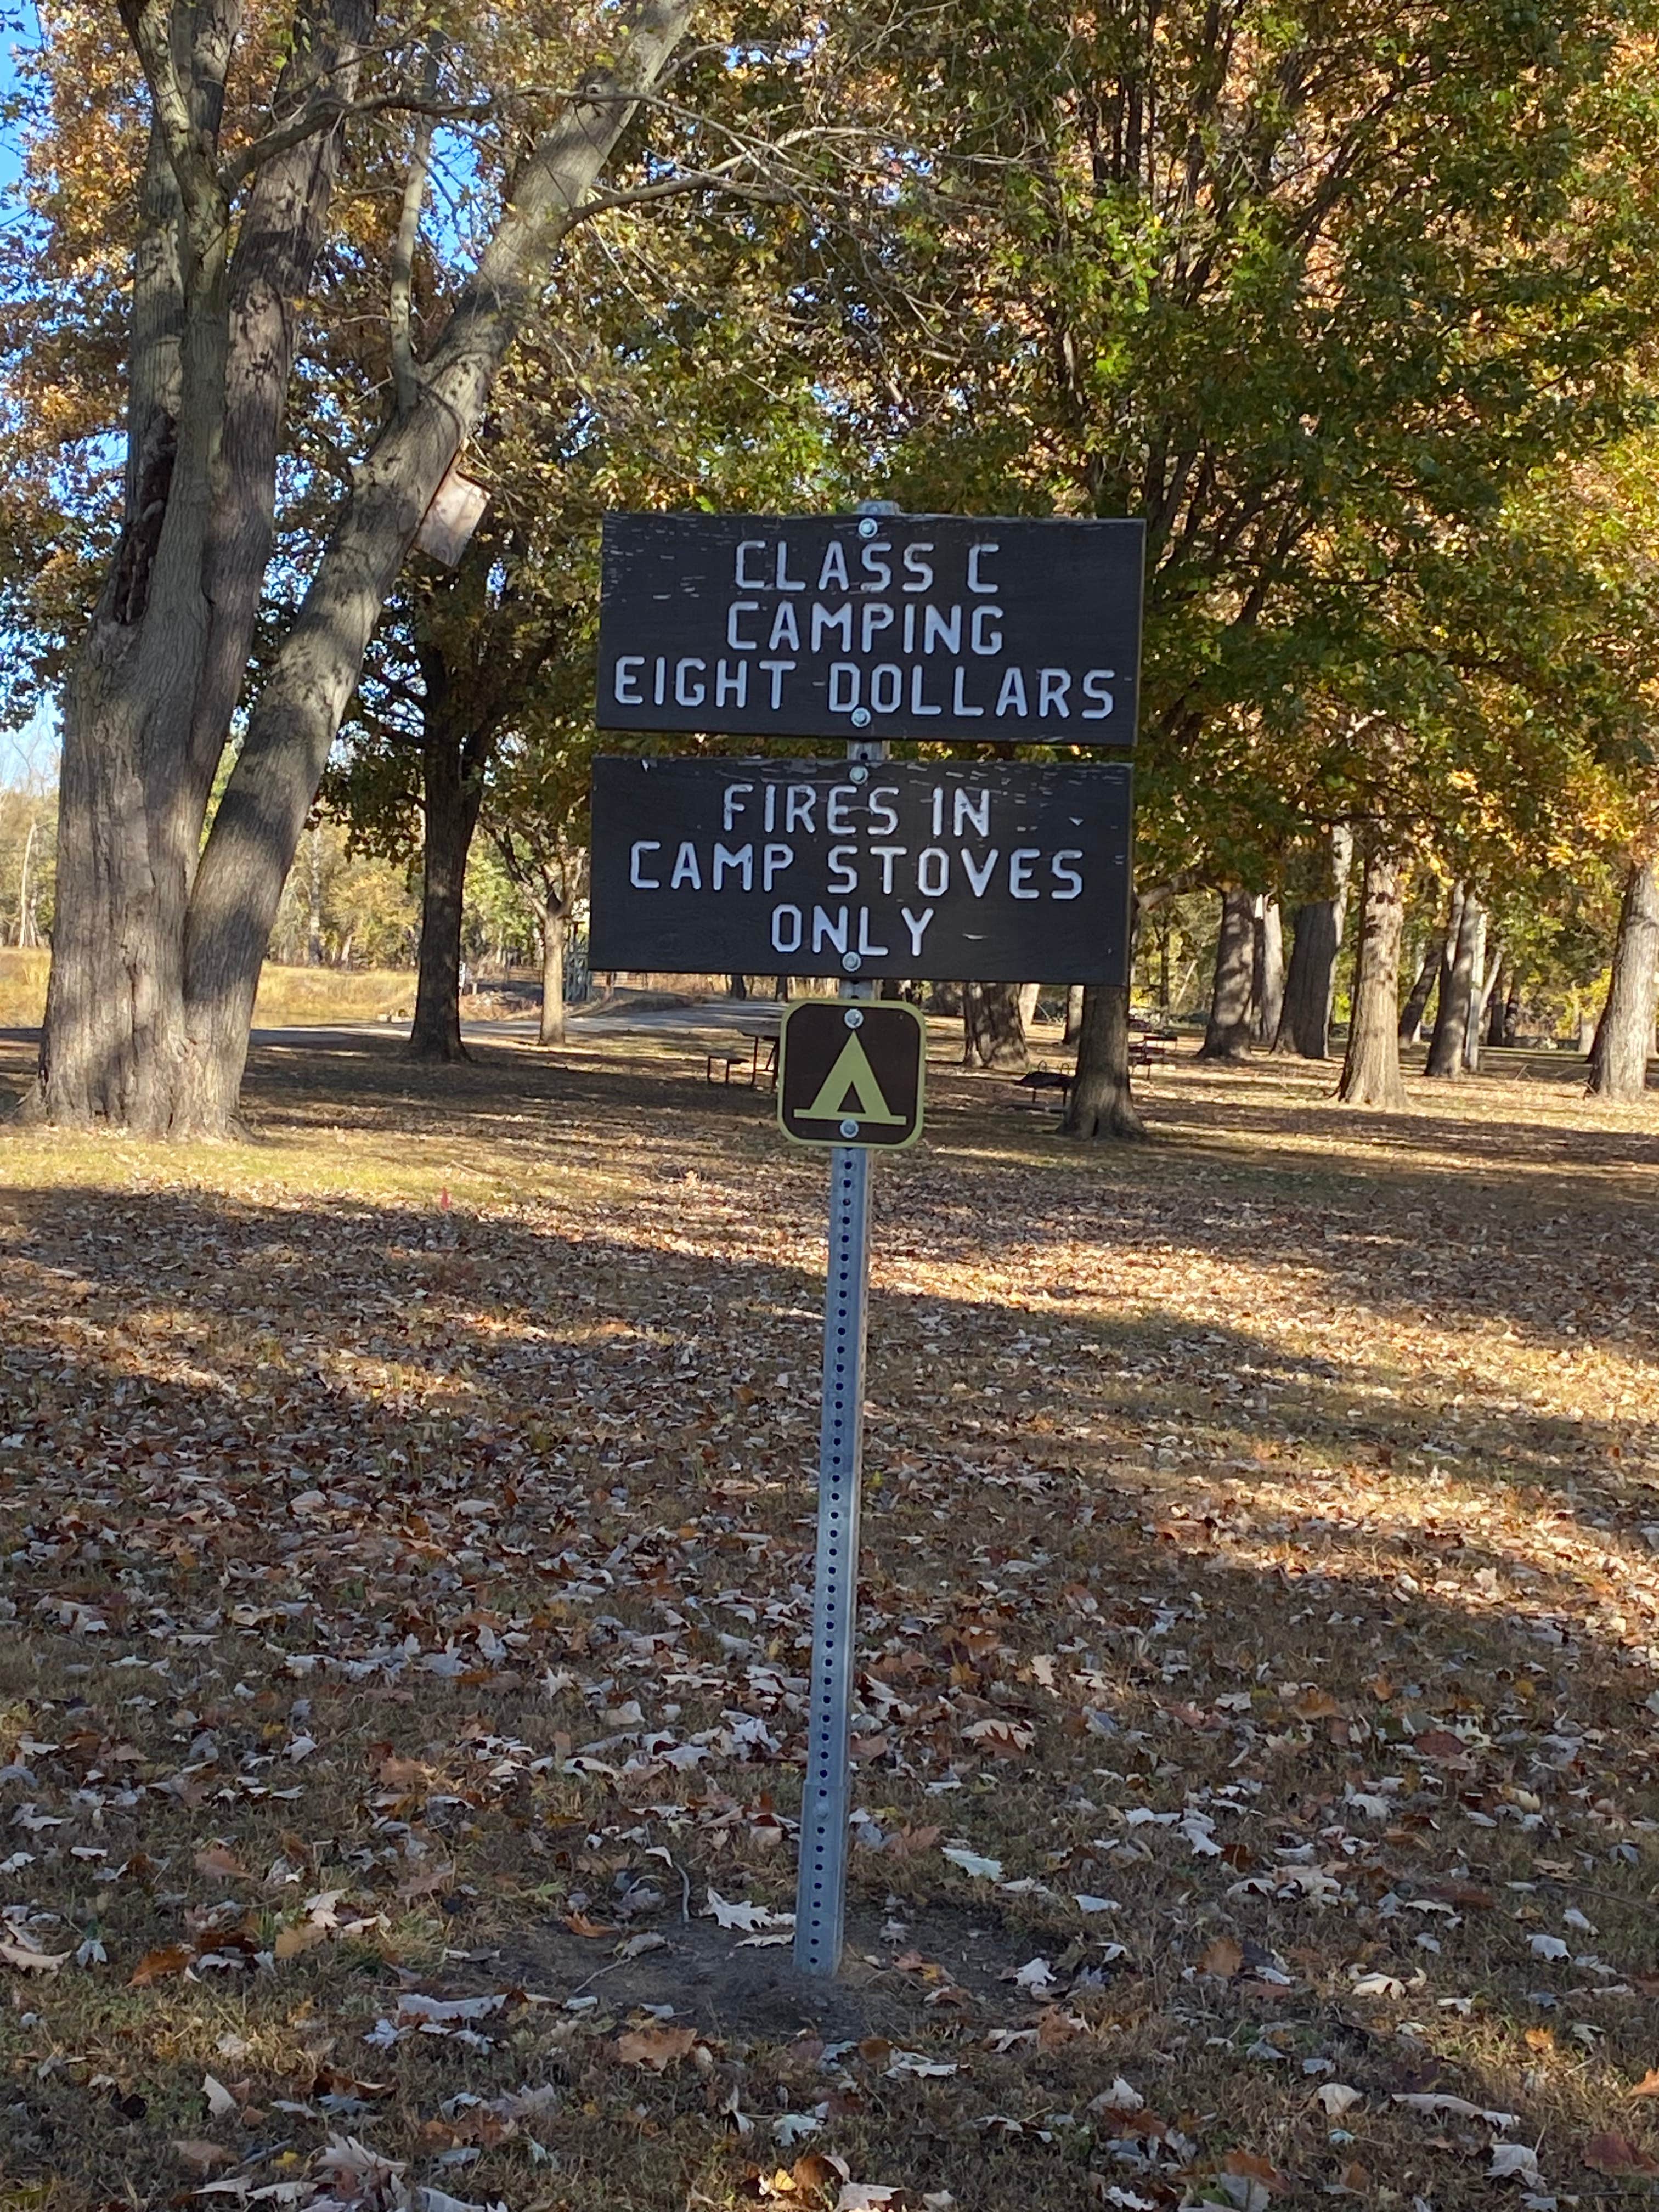 CLASS C
CAMPING
EIGHT DOLLARS
FIRES IN
CAMP STOVES
ONLY